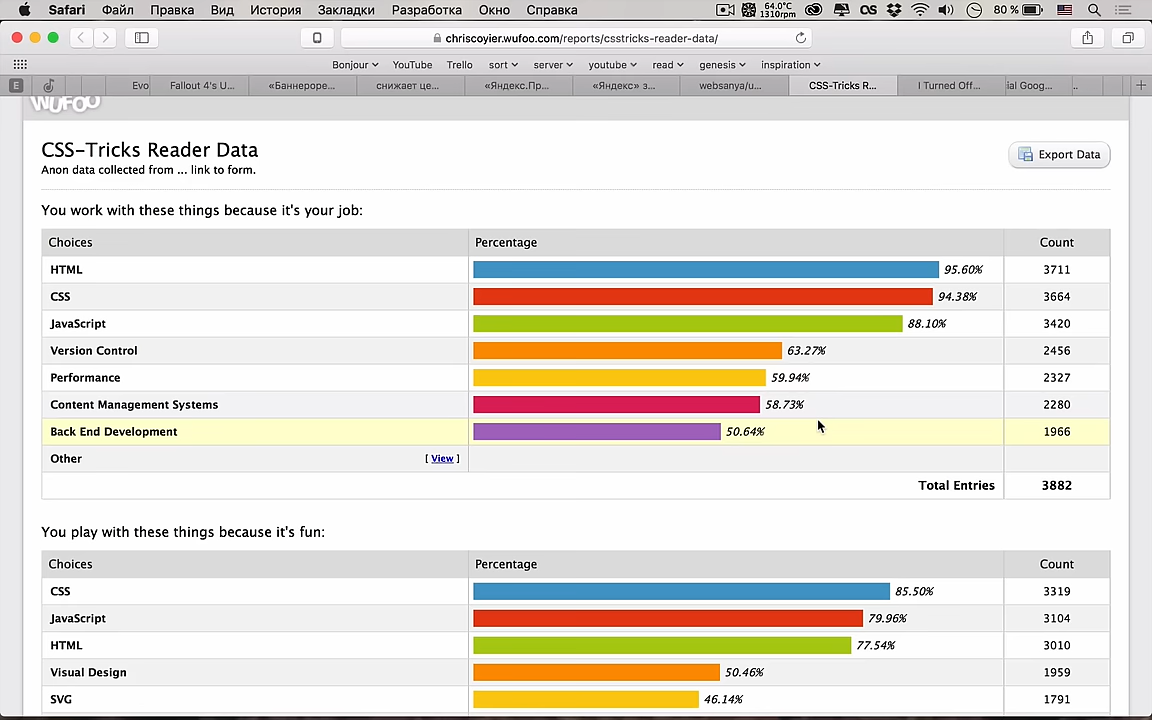 Safari Файл Правка Вид История Закладки Разработка Окно Справка 64.0°C 1310rpm 80 %
chriscoyier.wufoo.com/reports/csstricks-reader-data/
Bonjour YouTube Trello sort server youtube read genesis inspiration
E Evo Fallout 4's U... «Баннероре... снижает це... «Яндекс.Пр... «Яндекс» з... websanya/u... CSS-Tricks R... I Turned Off... ial Goog... ..
WUFOO
CSS-Tricks Reader Data
Export Data
Anon data collected from ... link to form.
You work with these things because it's your job:
Choices Percentage Count
HTML 95.60% 3711
CSS 94.38% 3664
JavaScript 88.10% 3420
Version Control 63.27% 2456
Performance 59.94% 2327
Content Management Systems 58.73% 2280
Back End Development 50.64% 1966
Other [ View ]
Total Entries 3882
You play with these things because it's fun:
Choices Percentage Count
CSS 85.50% 3319
JavaScript 79.96% 3104
HTML 77.54% 3010
Visual Design 50.46% 1959
SVG 46.14% 1791